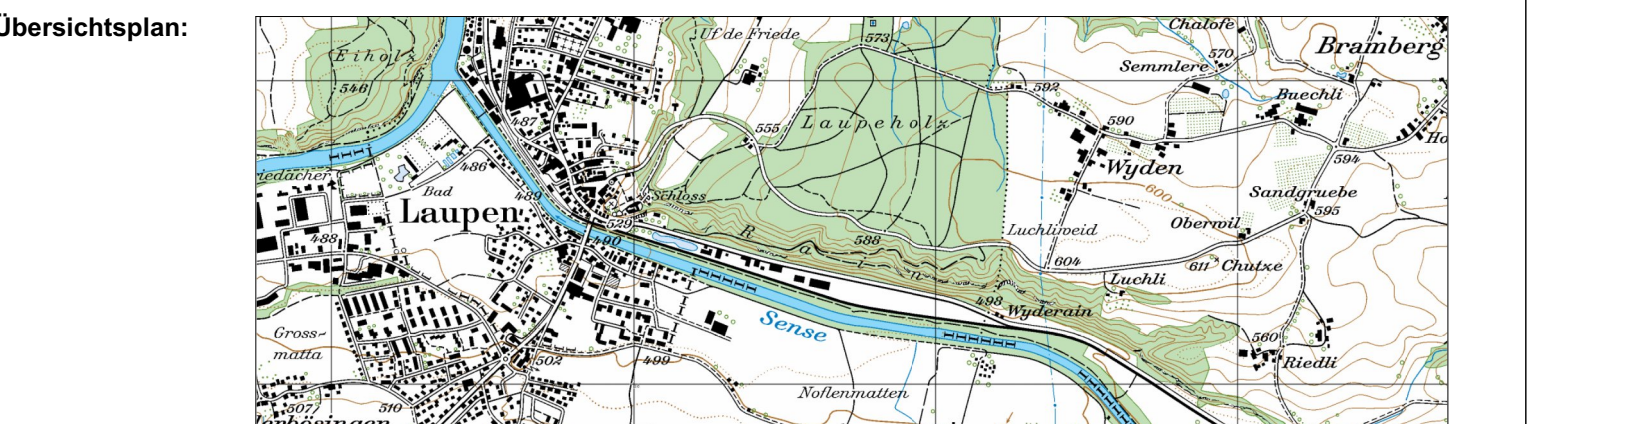 Übersichtsplan:
Chalofe
Uf de Friede
573
Bramberg
Eiholz
570
Semmlere
546
592
Buechli
487
555
Laupeholz
590
594
486
Wyden
iedacher
Bad
489
Schloss
600
Sandgruebe
Laupen
595
529
Oberwil
488
490
R a i n
588
Luchliweid
604
611
Chutxe
Luchli
498
Wyderain
Sense
Gross-
matta
560
502
499
Riedli
Noflenmatten
507
510